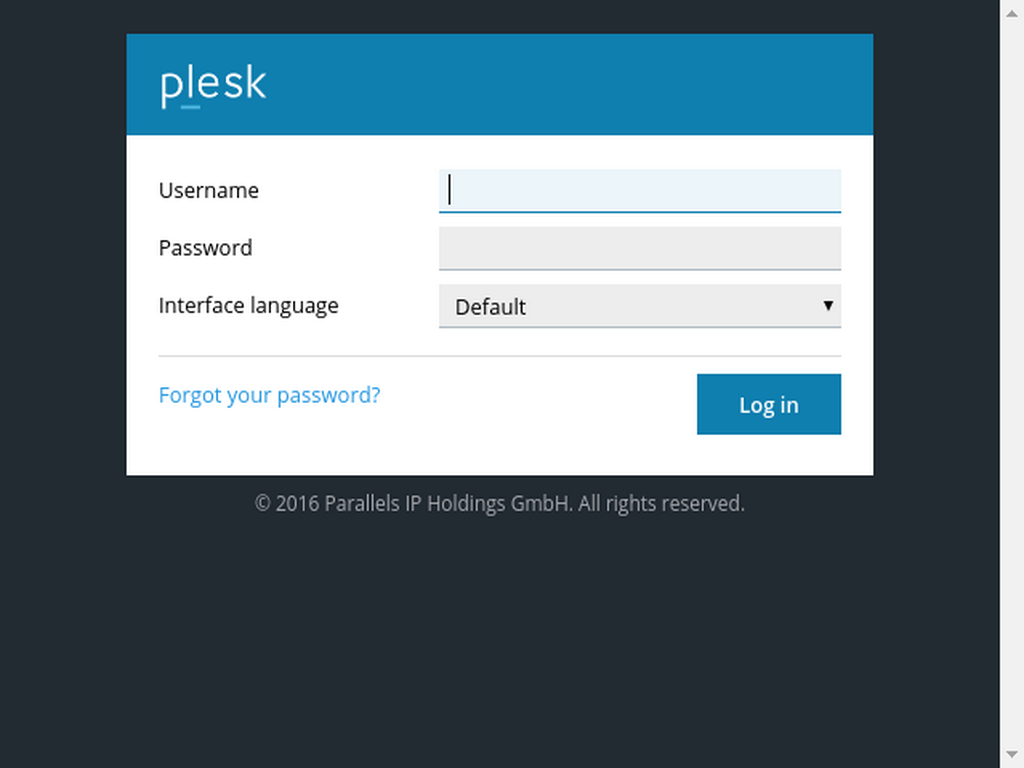 plesk
Username
Password
Interface language
Default
Forgot your password?
Log in
© 2016 Parallels IP Holdings GmbH. All rights reserved.